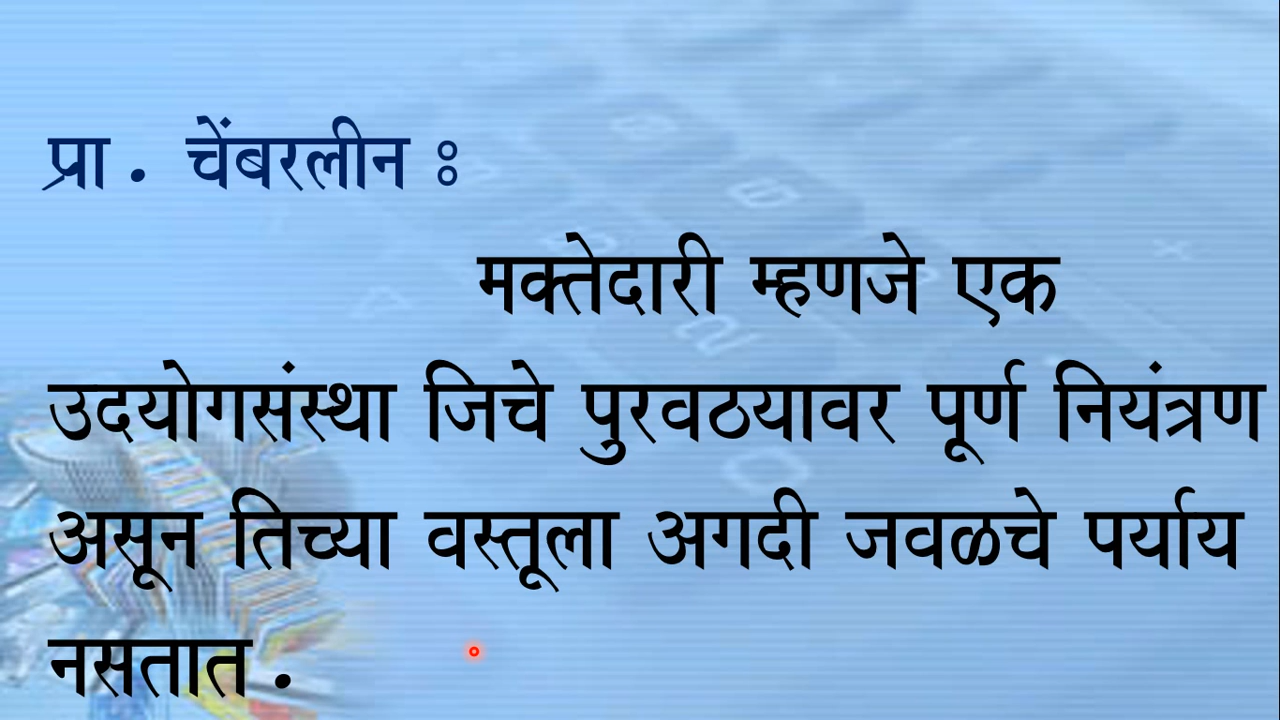 प्रा. चेंबरलीन ः
मक्तेदारी म्हणजे एक
उदयोगसंस्था जिचे पुरवठयावर पूर्ण नियंत्रण
असून तिच्या वस्तूला अगदी जवळचे पर्याय
नसतात.